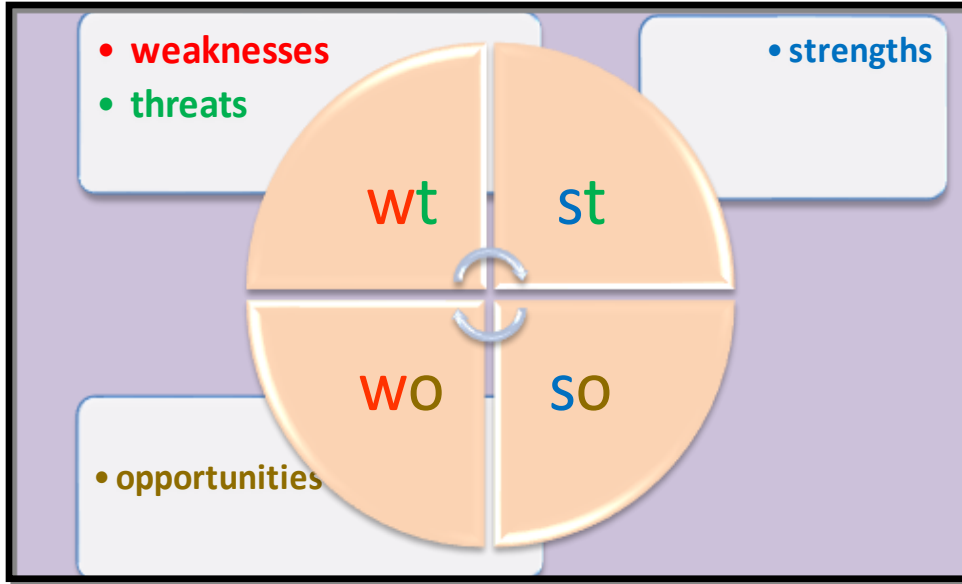 • weaknesses
• threats
• strengths
wt
st
wo
so
• opportunities